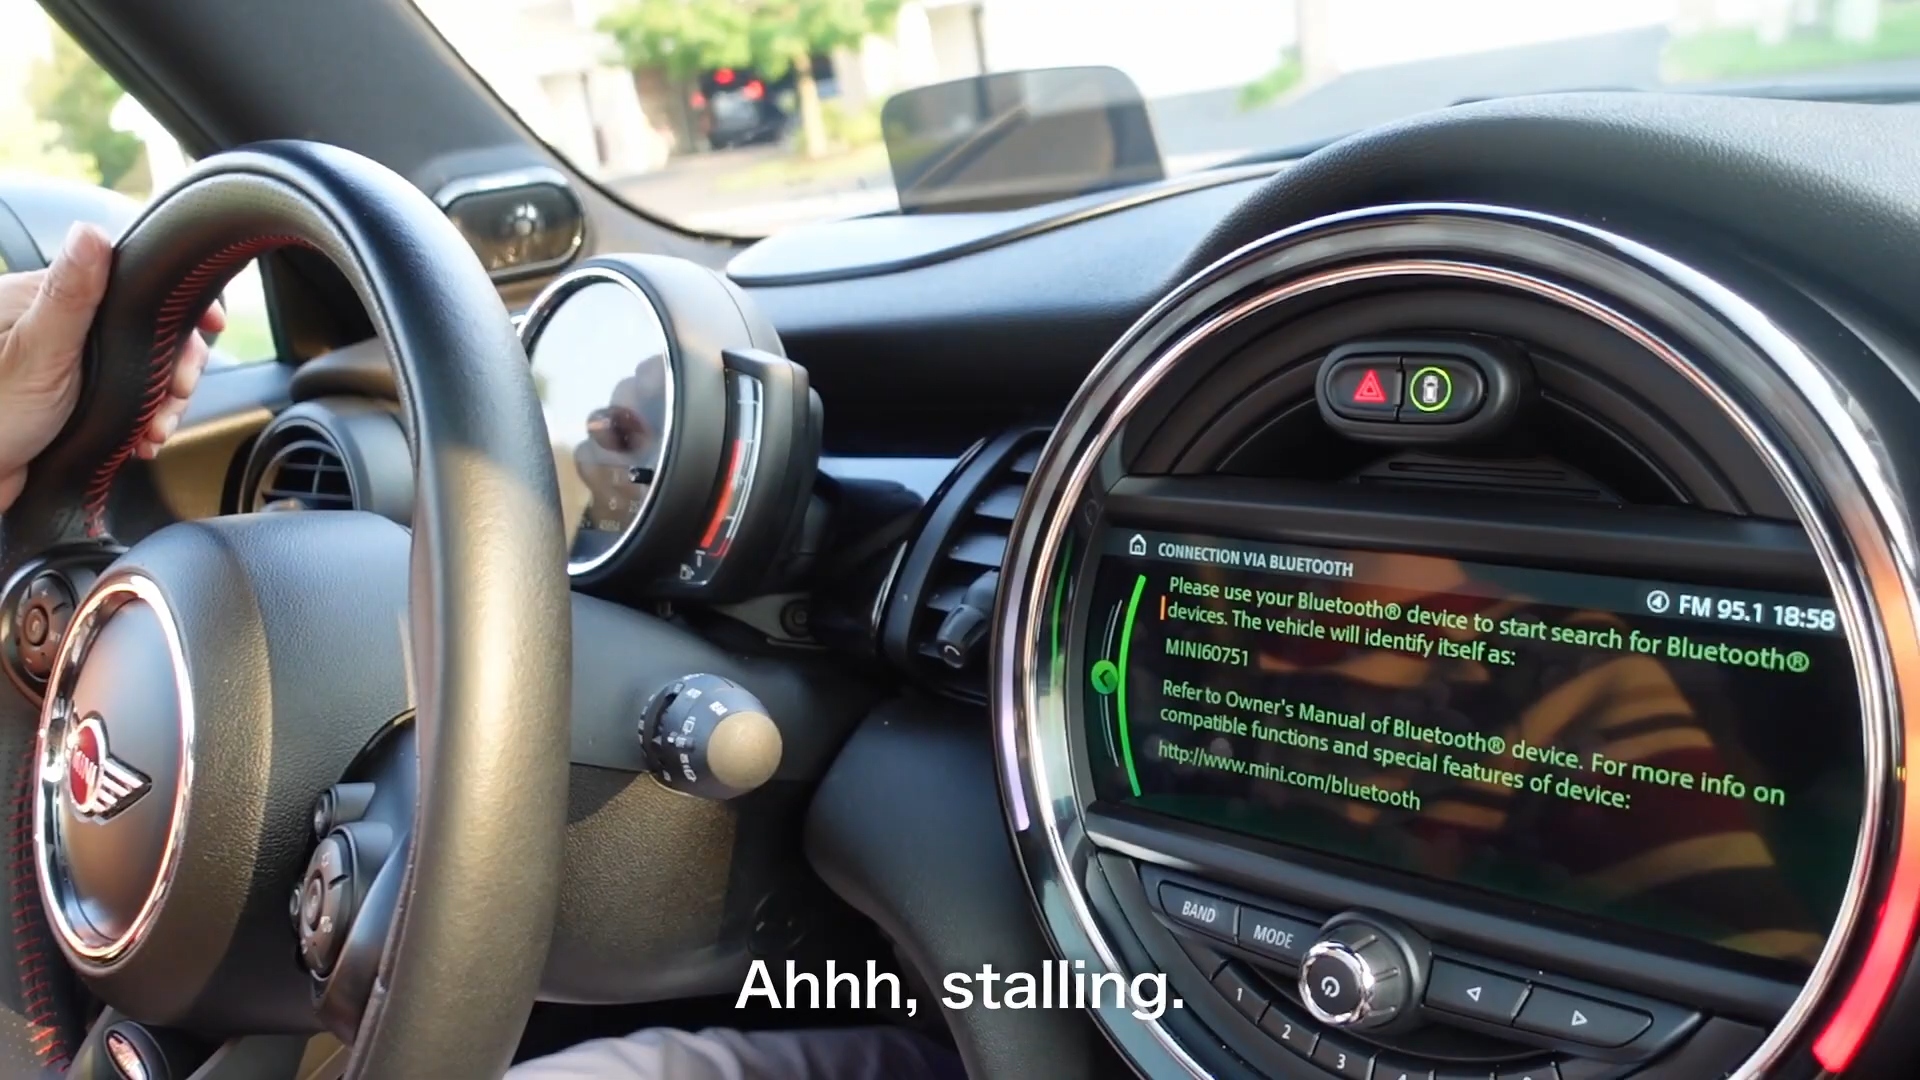 CONNECTION VIA BLUETOOTH
FM 95.1 18:58
Please use your Bluetooth® device to start search for Bluetooth®
devices. The vehicle will identify itself as:
MINI60751
Refer to Owner's Manual of Bluetooth® device. For more info on
compatible functions and special features of device:
http://www.mini.com/bluetooth
MINI
BAND
MODE
1
2
3
Ahhh, stalling.